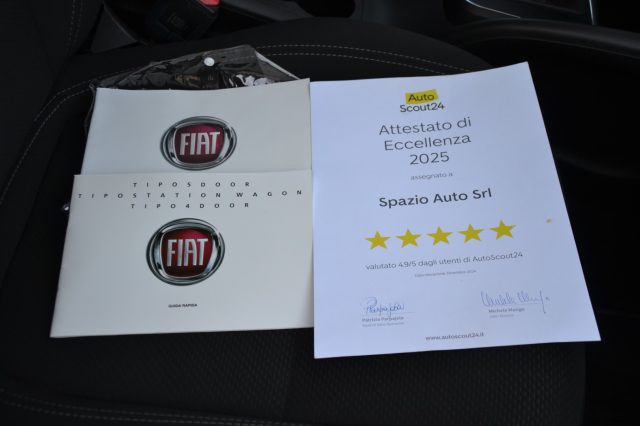 FIAT
TIPO5DOOR
TIPOSTATION WAGON
TIPO4DOOR
FIAT
GUIDA RAPIDA
Auto
Scout24
Attestato di
Eccellenza
2025
assegnato a
Spazio Auto Srl
valutato 4.9/5 dagli utenti di AutoScout24
www.autoscout24.it